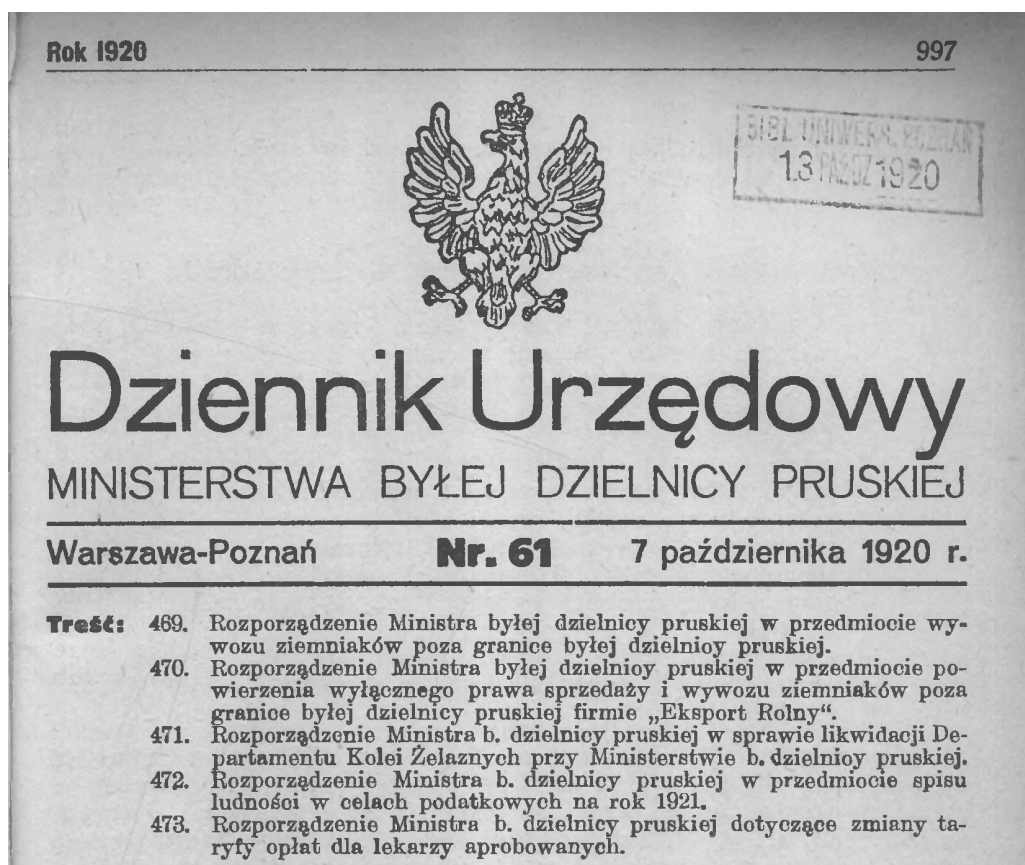 Rok 1920 997
BIBL. UNIWERS. POZNAŃ
13 PAŹDZ 1920
Dziennik Urzędowy
MINISTERSTWA BYŁEJ DZIELNICY PRUSKIEJ
Warszawa-Poznań Nr. 61 7 października 1920 r.
Treść: 469. Rozporządzenie Ministra byłej dzielnicy pruskiej w przedmiocie wy-
wozu ziemniaków poza granice byłej dzielnicy pruskiej.
470. Rozporządzenie Ministra byłej dzielnicy pruskiej w przedmiocie po-
wierzenia wyłącznego prawa sprzedaży i wywozu ziemniaków poza
granice byłej dzielnicy pruskiej firmie „Eksport Rolny“.
471. Rozporządzenie Ministra b. dzielnicy pruskiej w sprawie likwidacji De-
partamentu Kolei Żelaznych przy Ministerstwie b. dzielnicy pruskiej.
472. Rozporządzenie Ministra b. dzielnicy pruskiej w przedmiocie spisu
ludności w celach podatkowych na rok 1921.
473. Rozporządzenie Ministra b. dzielnicy pruskiej dotyczące zmiany ta-
ryfy opłat dla lekarzy aprobowanych.